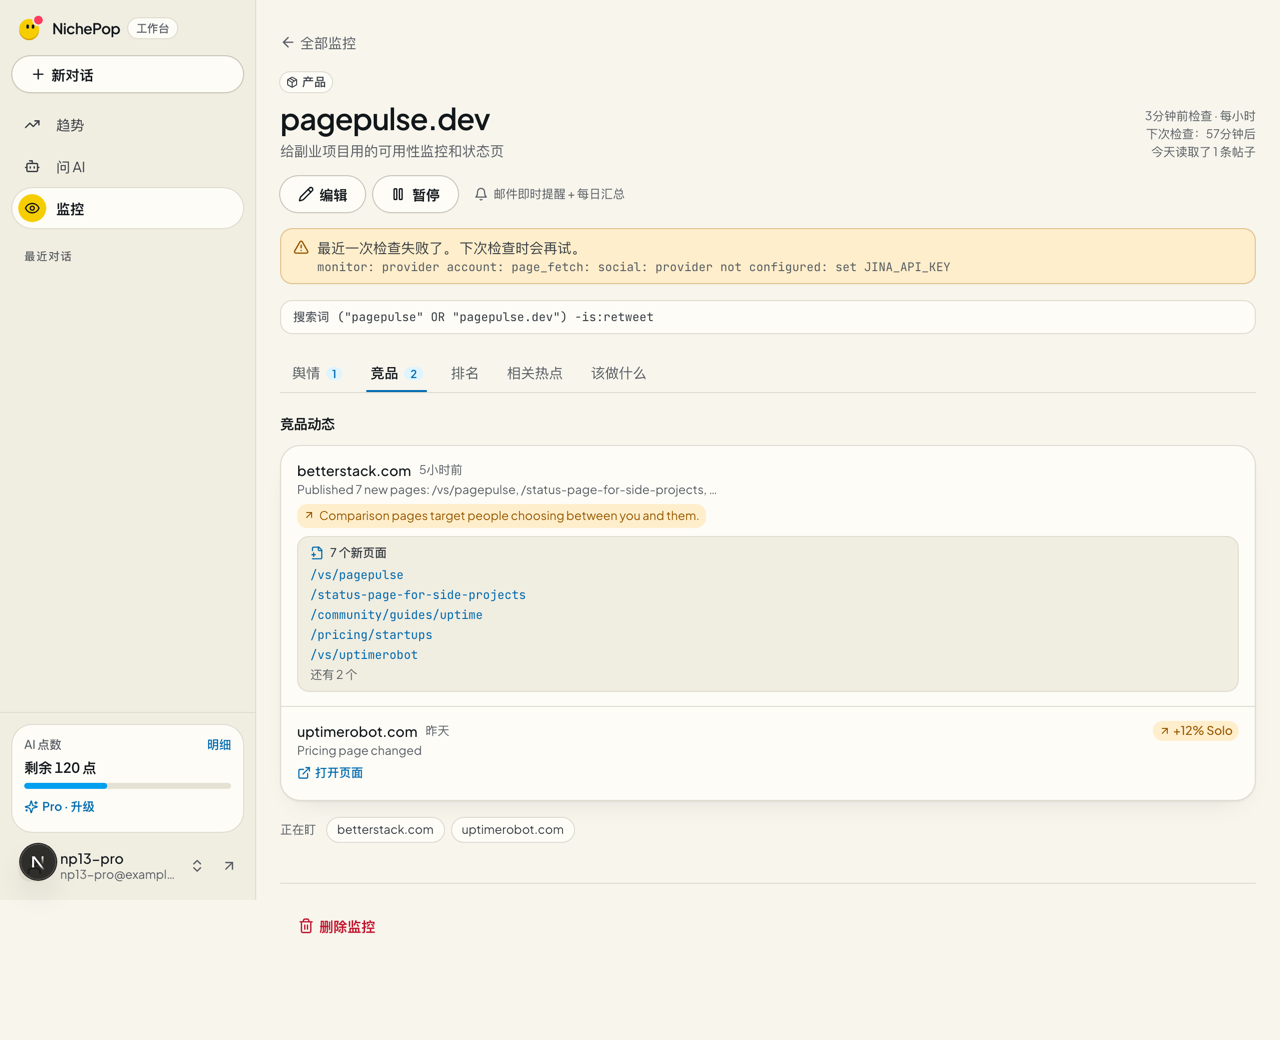 NichePop 工作台
新对话
趋势
问 AI
监控
最近对话
AI 点数 明细
剩余 120 点
Pro · 升级
N
np13-pro
np13-pro@exampl...
全部监控
产品
pagepulse.dev
给副业项目用的可用性监控和状态页
3分钟前检查 · 每小时
下次检查：57分钟后
今天读取了 1 条帖子
编辑
暂停
邮件即时提醒 + 每日汇总
最近一次检查失败了。下次检查时会再试。
monitor: provider account: page_fetch: social: provider not configured: set JINA_API_KEY
搜索词 ("pagepulse" OR "pagepulse.dev") -is:retweet
舆情 1 竞品 2 排名 相关热点 该做什么
竞品动态
betterstack.com 5小时前
Published 7 new pages: /vs/pagepulse, /status-page-for-side-projects, …
Comparison pages target people choosing between you and them.
7 个新页面
/vs/pagepulse
/status-page-for-side-projects
/community/guides/uptime
/pricing/startups
/vs/uptimerobot
还有 2 个
uptimerobot.com 昨天
+12% Solo
Pricing page changed
打开页面
正在盯 betterstack.com uptimerobot.com
删除监控